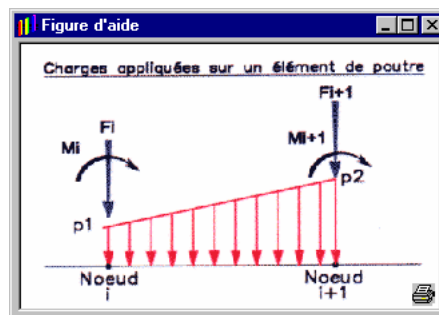 Figure d'aide
Charges appliquées sur un élément de poutre
Fi+1
Fi
Mi+1
Mi
p2
p1
Noeud
i
Noeud
i+1